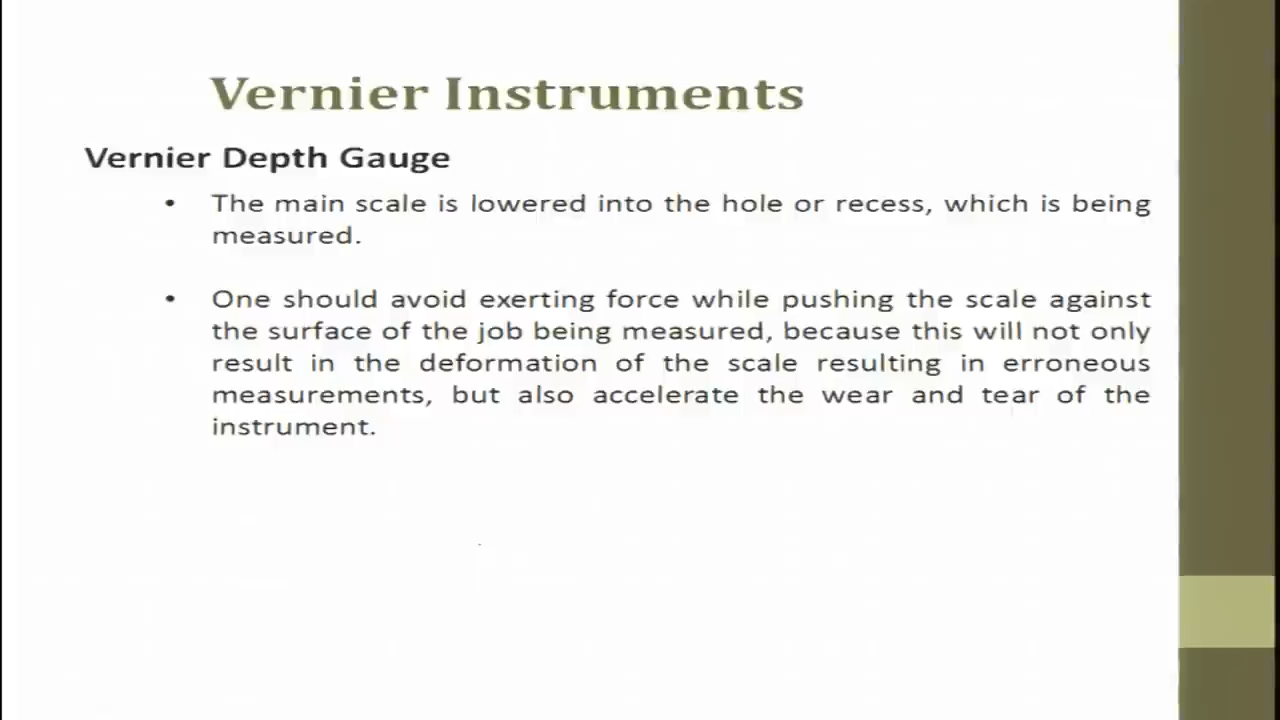 Vernier Instruments
Vernier Depth Gauge
• The main scale is lowered into the hole or recess, which is being
measured.
• One should avoid exerting force while pushing the scale against
the surface of the job being measured, because this will not only
result in the deformation of the scale resulting in erroneous
measurements, but also accelerate the wear and tear of the
instrument.